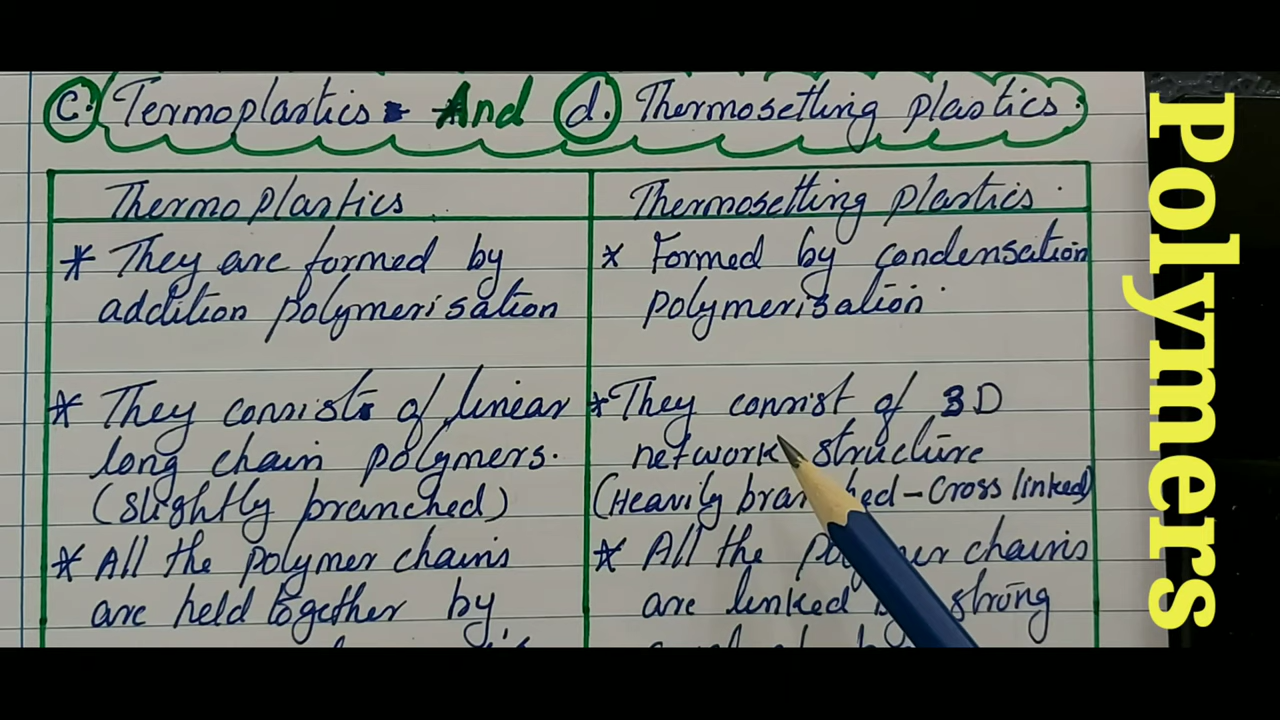 c. Termoplastics And d. Thermosetting plastics.
Thermoplastics
* They are formed by
addition polymerisation
* They consists of linear
long chain polymers.
(slightly branched)
* All the polymer chains
are held together by
Thermosetting plastics.
* Formed by condensation
polymerisation.
* They consist of 3D
network structure
(Heavily branched-Cross linked)
* All the polymer chains
are linked by strong
Polymers